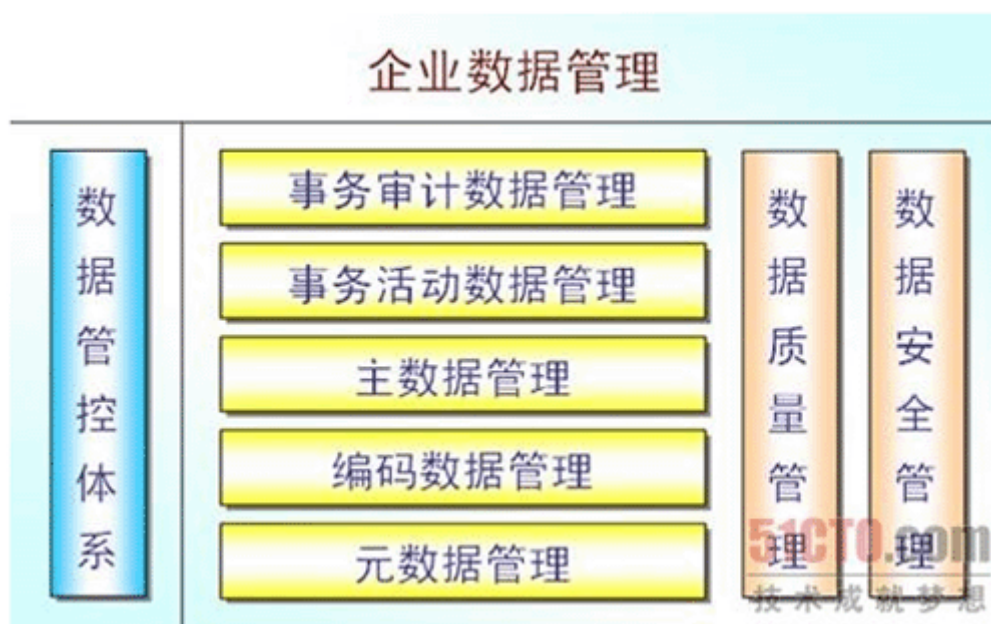 企业数据管理
数据管控体系
事务审计数据管理
事务活动数据管理
主数据管理
编码数据管理
元数据管理
数据质量管理
数据安全管理
51CTO.com
技术成就梦想